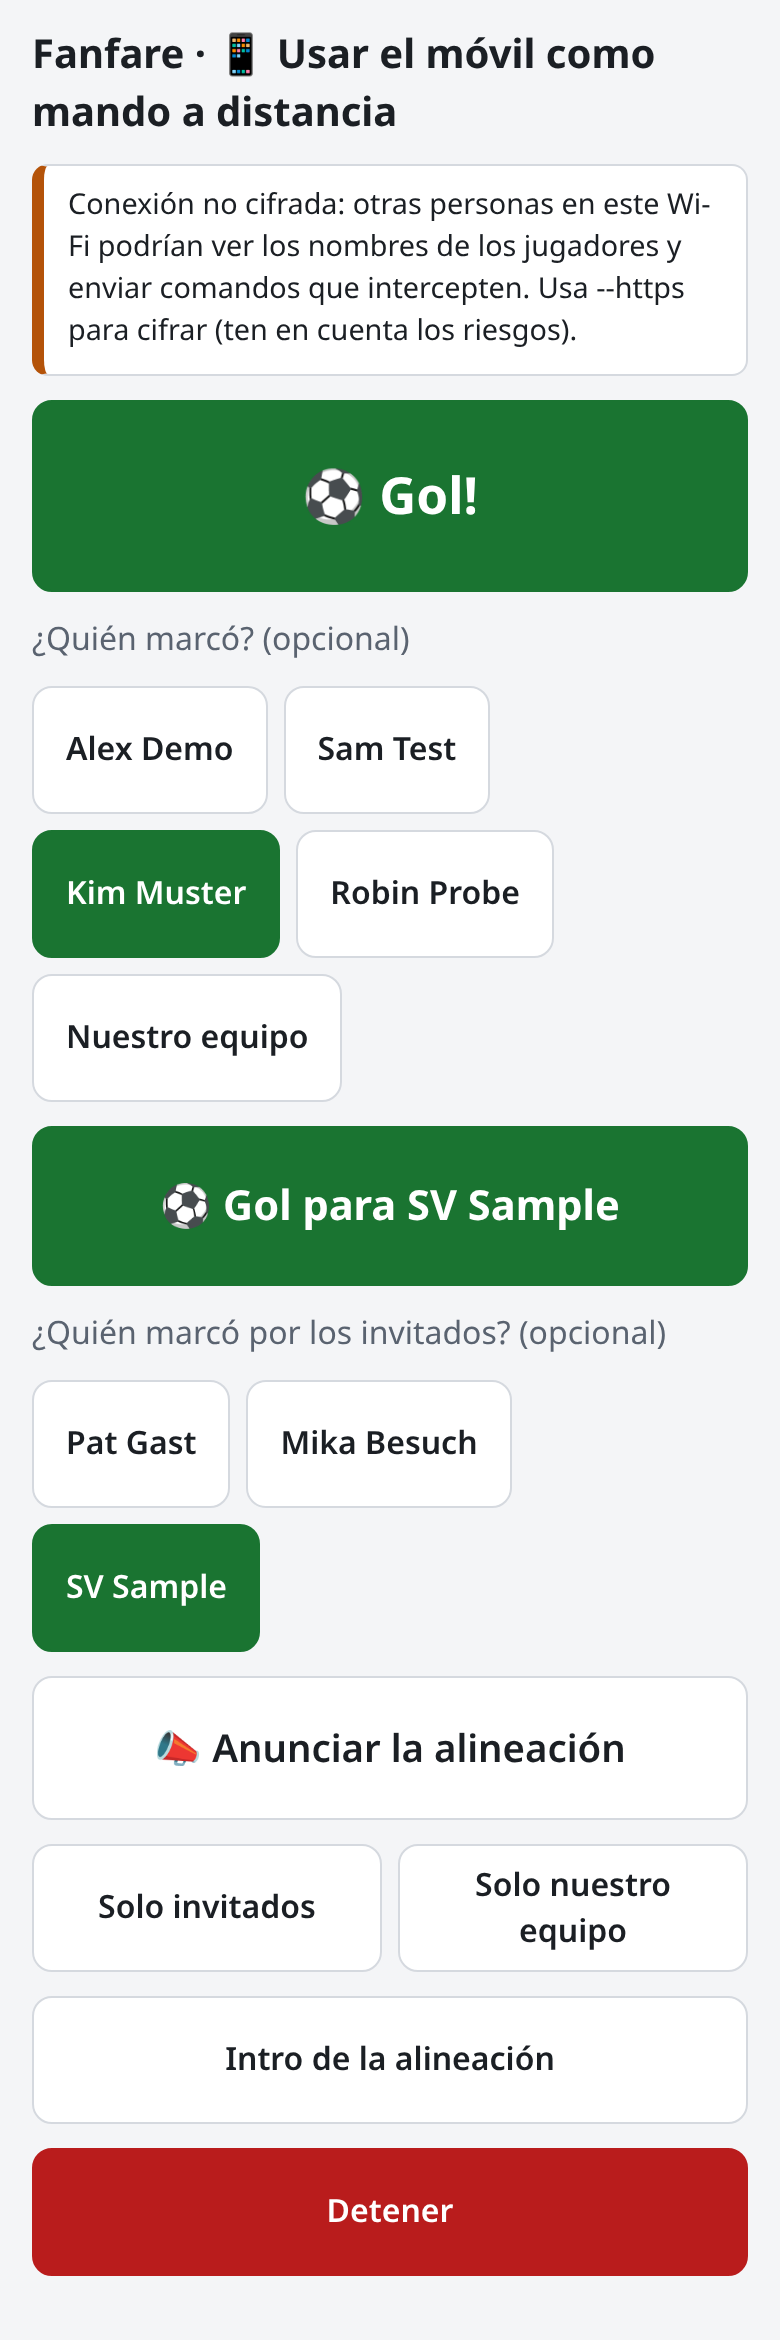 Fanfare · 📱 Usar el móvil como
mando a distancia
Conexión no cifrada: otras personas en este Wi-
Fi podrían ver los nombres de los jugadores y
enviar comandos que intercepten. Usa --https
para cifrar (ten en cuenta los riesgos).
⚽ Gol!
¿Quién marcó? (opcional)
Alex Demo
Sam Test
Kim Muster
Robin Probe
Nuestro equipo
⚽ Gol para SV Sample
¿Quién marcó por los invitados? (opcional)
Pat Gast
Mika Besuch
SV Sample
📣 Anunciar la alineación
Solo invitados
Solo nuestro
equipo
Intro de la alineación
Detener